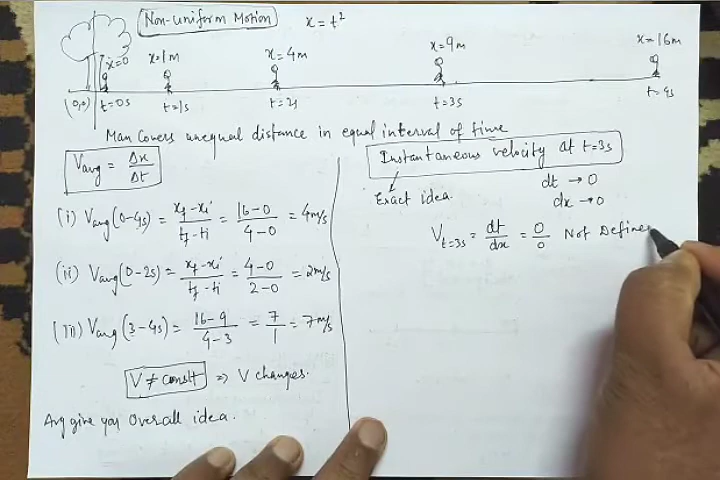 Non-uniform Motion x = t²
x=0 x=1m x=4m x=9m x=16m
(0,0) t=0s t=1s t=2s t=3s t=4s
Man Covers unequal distance in equal interval of time
Vavg = Δx/Δt
(i) Vavg(0-4s) = xf-xi/tf-ti = 16-0/4-0 = 4m/s
(ii) Vavg(0-2s) = xf-xi/tf-ti = 4-0/2-0 = 2m/s
(iii) Vavg(3-4s) = 16-9/4-3 = 7/1 = 7m/s
V ≠ constt ⇒ V changes.
Avg give you Overall idea.
Instantaneous velocity at t=3s
Exact idea.
dt → 0
dx → 0
Vt=3s = dt/dx = 0/0 Not Define